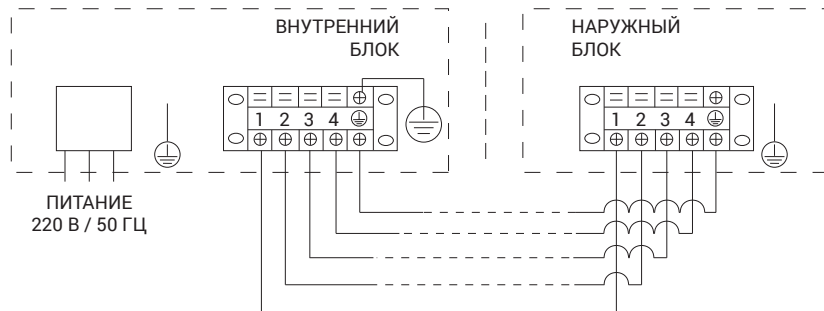 ВНУТРЕННИЙ
БЛОК
НАРУЖНЫЙ
БЛОК
1 2 3 4
1 2 3 4
ПИТАНИЕ
220 В / 50 ГЦ